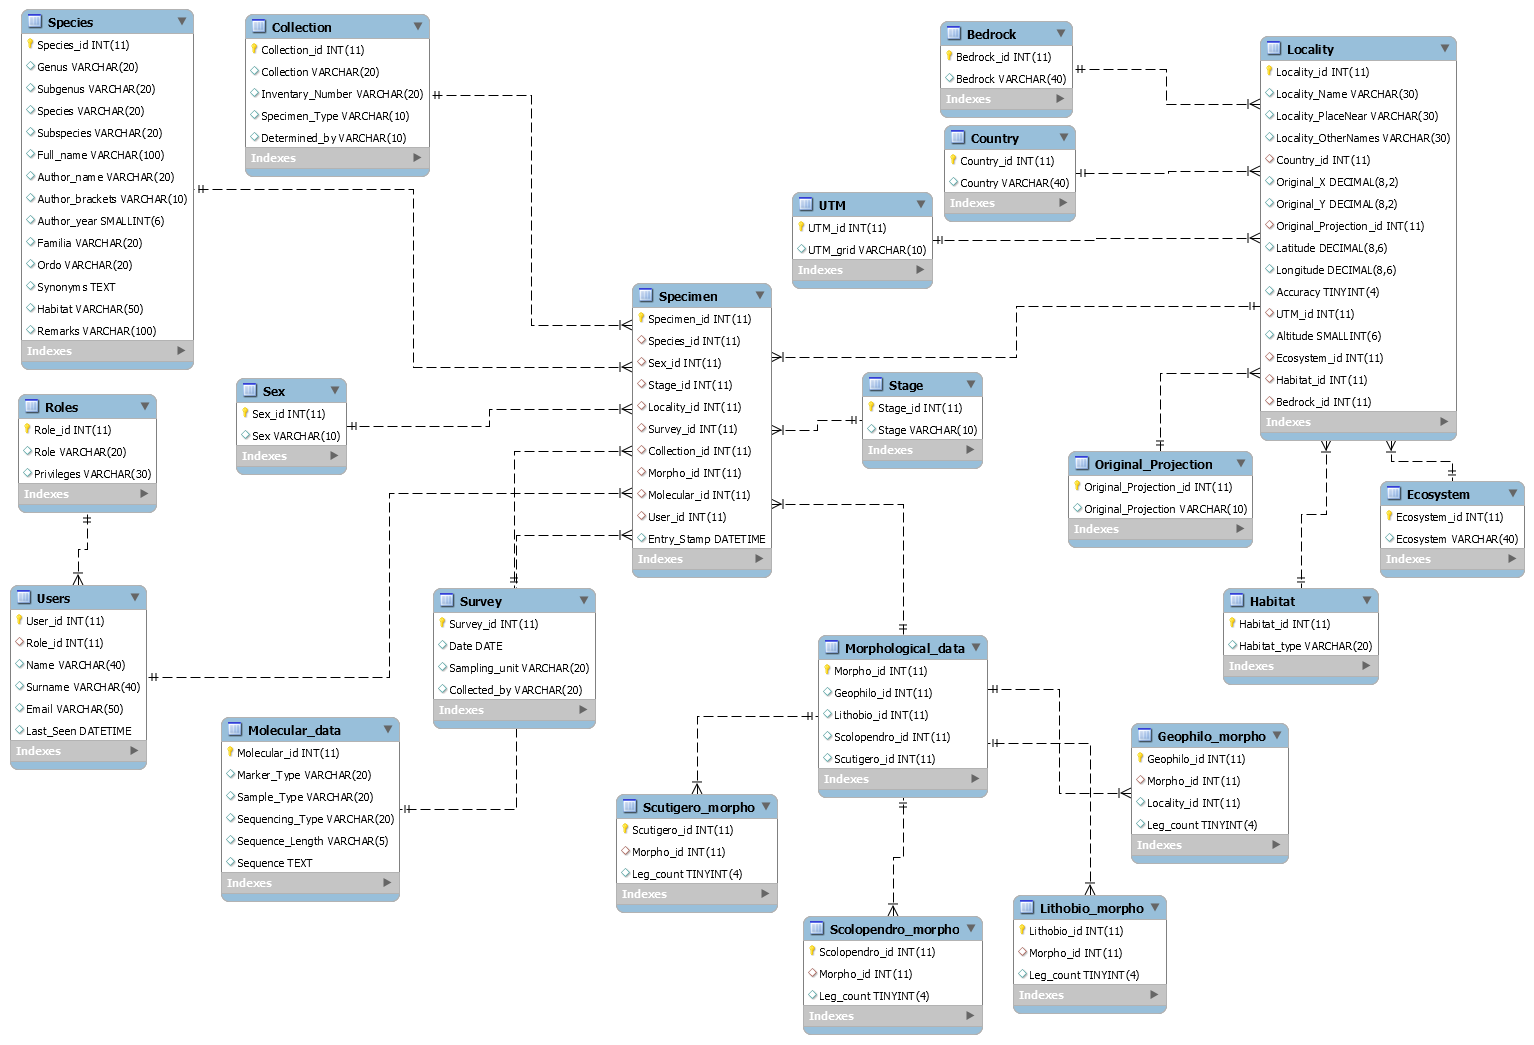 Species
Species_id INT(11)
Genus VARCHAR(20)
Subgenus VARCHAR(20)
Species VARCHAR(20)
Subspecies VARCHAR(20)
Full_name VARCHAR(100)
Author_name VARCHAR(20)
Author_brackets VARCHAR(10)
Author_year SMALLINT(6)
Familia VARCHAR(20)
Ordo VARCHAR(20)
Synonyms TEXT
Habitat VARCHAR(50)
Remarks VARCHAR(100)
Indexes
Collection
Collection_id INT(11)
Collection VARCHAR(20)
Inventary_Number VARCHAR(20)
Specimen_Type VARCHAR(10)
Determined_by VARCHAR(10)
Indexes
Bedrock
Bedrock_id INT(11)
Bedrock VARCHAR(40)
Indexes
Country
Country_id INT(11)
Country VARCHAR(40)
Indexes
UTM
UTM_id INT(11)
UTM_grid VARCHAR(10)
Indexes
Locality
Locality_id INT(11)
Locality_Name VARCHAR(30)
Locality_PlaceNear VARCHAR(30)
Locality_OtherNames VARCHAR(30)
Country_id INT(11)
Original_X DECIMAL(8,2)
Original_Y DECIMAL(8,2)
Original_Projection_id INT(11)
Latitude DECIMAL(8,6)
Longitude DECIMAL(8,6)
Accuracy TINYINT(4)
UTM_id INT(11)
Altitude SMALLINT(6)
Ecosystem_id INT(11)
Habitat_id INT(11)
Bedrock_id INT(11)
Indexes
Specimen
Specimen_id INT(11)
Species_id INT(11)
Sex_id INT(11)
Stage_id INT(11)
Locality_id INT(11)
Survey_id INT(11)
Collection_id INT(11)
Morpho_id INT(11)
Molecular_id INT(11)
User_id INT(11)
Entry_Stamp DATETIME
Indexes
Sex
Sex_id INT(11)
Sex VARCHAR(10)
Indexes
Stage
Stage_id INT(11)
Stage VARCHAR(10)
Indexes
Roles
Role_id INT(11)
Role VARCHAR(20)
Privileges VARCHAR(30)
Indexes
Original_Projection
Original_Projection_id INT(11)
Original_Projection VARCHAR(10)
Indexes
Ecosystem
Ecosystem_id INT(11)
Ecosystem VARCHAR(40)
Indexes
Users
User_id INT(11)
Role_id INT(11)
Name VARCHAR(40)
Surname VARCHAR(40)
Email VARCHAR(50)
Last_Seen DATETIME
Indexes
Survey
Survey_id INT(11)
Date DATE
Sampling_unit VARCHAR(20)
Collected_by VARCHAR(20)
Indexes
Habitat
Habitat_id INT(11)
Habitat_type VARCHAR(20)
Indexes
Morphological_data
Morpho_id INT(11)
Geophilo_id INT(11)
Lithobio_id INT(11)
Scolopendro_id INT(11)
Scutigero_id INT(11)
Indexes
Molecular_data
Molecular_id INT(11)
Marker_Type VARCHAR(20)
Sample_Type VARCHAR(20)
Sequencing_Type VARCHAR(20)
Sequence_Length VARCHAR(5)
Sequence TEXT
Indexes
Geophilo_morpho
Geophilo_id INT(11)
Morpho_id INT(11)
Locality_id INT(11)
Leg_count TINYINT(4)
Indexes
Scutigero_morpho
Scutigero_id INT(11)
Morpho_id INT(11)
Leg_count TINYINT(4)
Indexes
Lithobio_morpho
Lithobio_id INT(11)
Morpho_id INT(11)
Leg_count TINYINT(4)
Indexes
Scolopendro_morpho
Scolopendro_id INT(11)
Morpho_id INT(11)
Leg_count TINYINT(4)
Indexes